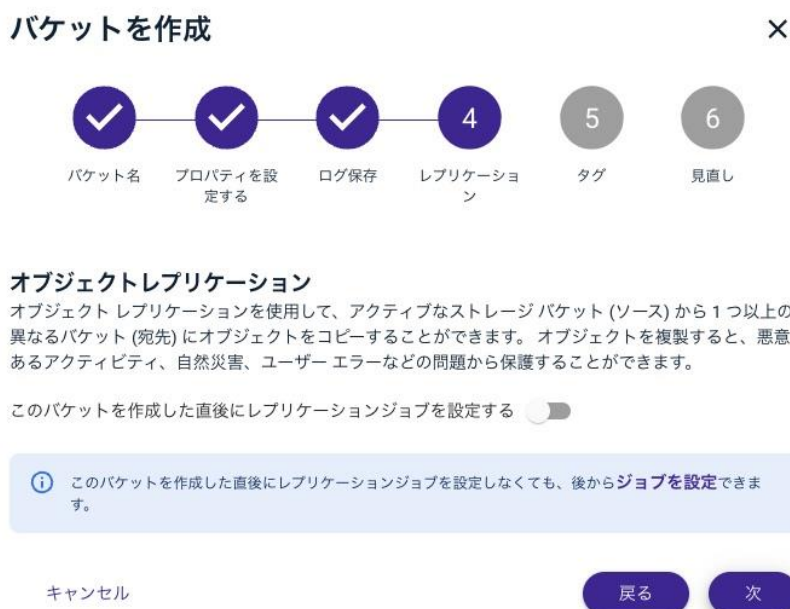 バケットを作成
4
5
6
バケット名
プロパティを設
定する
ログ保存
レプリケーショ
ン
タグ
見直し
オブジェクトレプリケーション
オブジェクト レプリケーションを使用して、アクティブなストレージ バケット (ソース) から 1 つ以上の
異なるバケット (宛先) にオブジェクトをコピーすることができます。 オブジェクトを複製すると、悪意
あるアクティビティ、自然災害、ユーザー エラーなどの問題から保護することができます。
このバケットを作成した直後にレプリケーションジョブを設定する
このバケットを作成した直後にレプリケーションジョブを設定しなくても、後からジョブを設定できま
す。
キャンセル
戻る
次